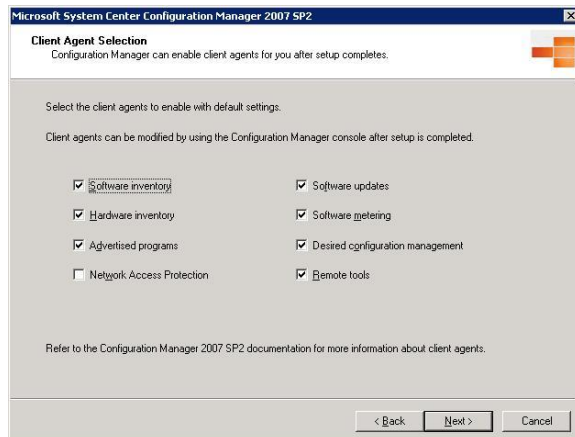 Microsoft System Center Configuration Manager 2007 SP2
Client Agent Selection
Configuration Manager can enable client agents for you after setup completes.
Select the client agents to enable with default settings.
Client agents can be modified by using the Configuration Manager console after setup is completed.
Software inventory
Software updates
Hardware inventory
Software metering
Advertised programs
Desired configuration management
Network Access Protection
Remote tools
Refer to the Configuration Manager 2007 SP2 documentation for more information about client agents.
< Back
Next >
Cancel